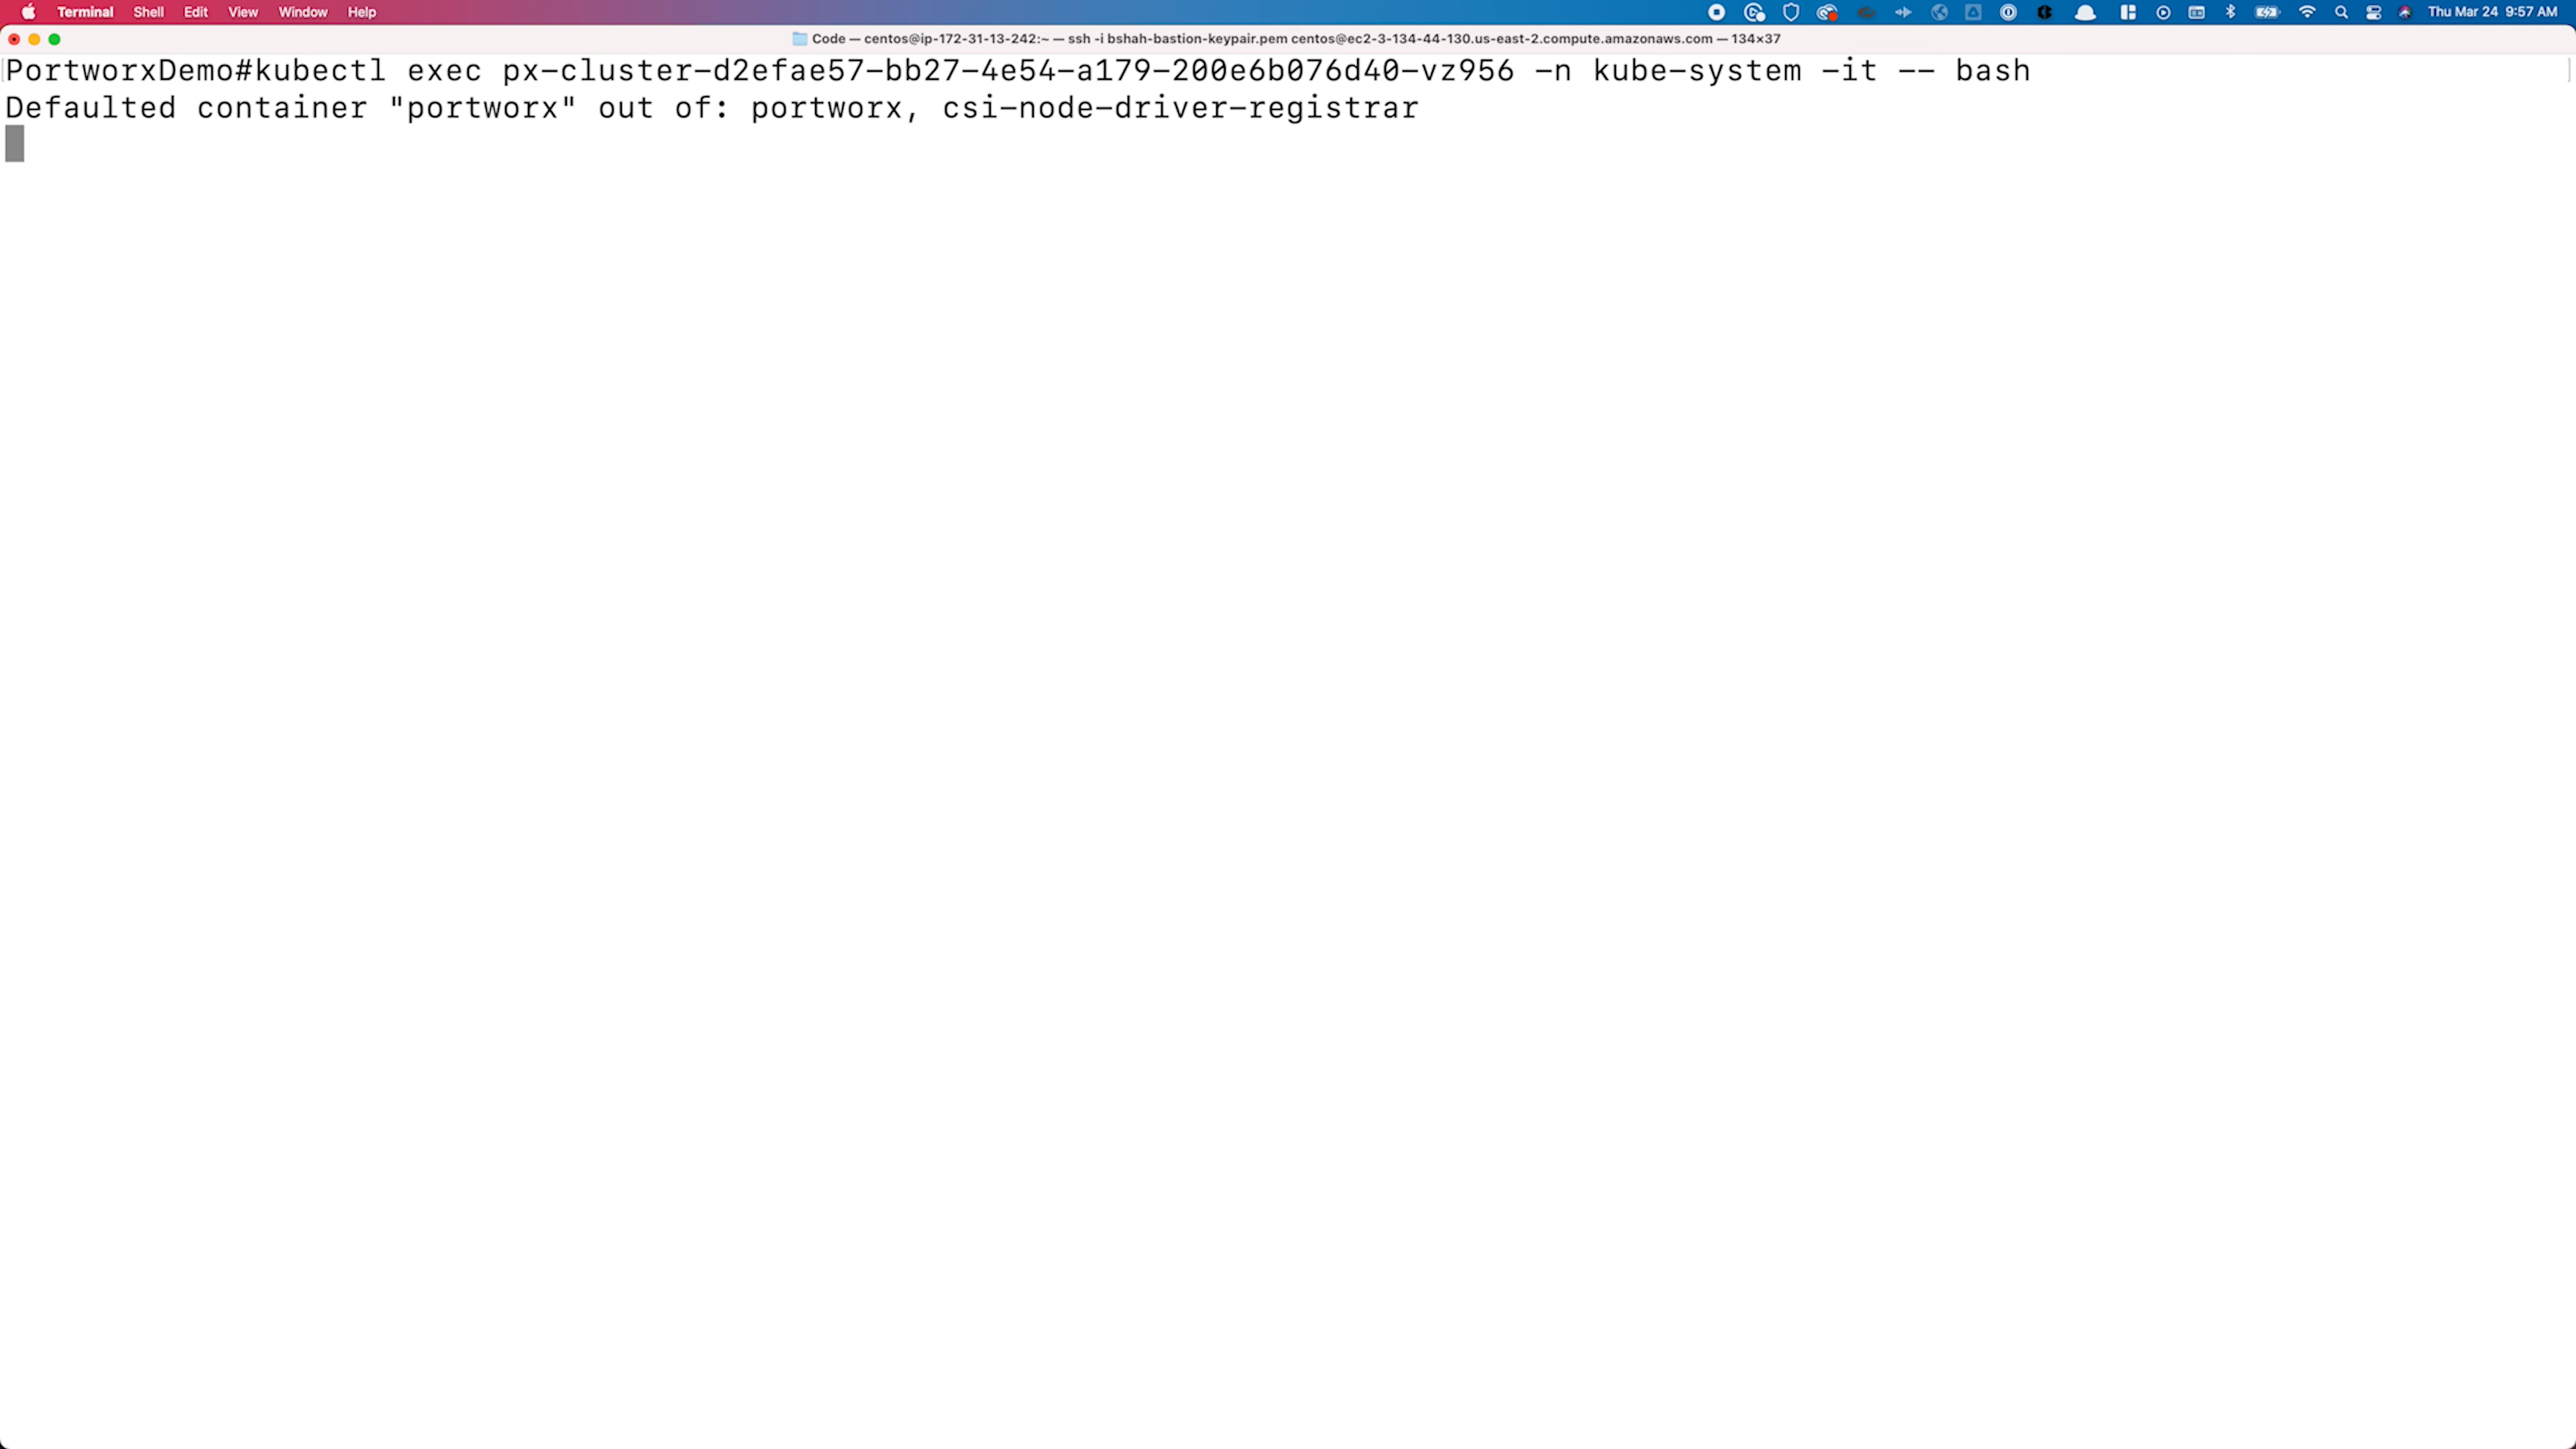 Terminal Shell Edit View Window Help Thu Mar 24 9:57 AM
Code — centos@ip-172-31-13-242:~ — ssh -i bshah-bastion-keypair.pem centos@ec2-3-134-44-130.us-east-2.compute.amazonaws.com — 134×37
PortworxDemo#kubectl exec px-cluster-d2efae57-bb27-4e54-a179-200e6b076d40-vz956 -n kube-system -it -- bash
Defaulted container "portworx" out of: portworx, csi-node-driver-registrar